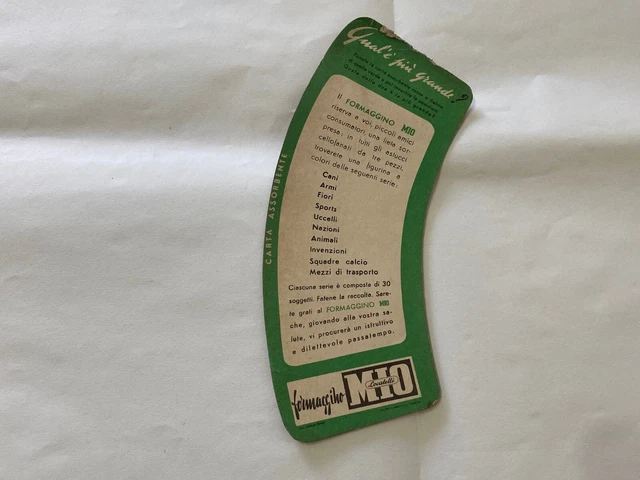 Qual'è più grande?
Il FORMAGGINO MIO
riserva a voi, piccoli amici
consumatori, una lieta sor-
presa: in tutti gli astucci
cellofanati da tre pezzi,
troverete una figurina a
colori delle seguenti serie:
Cani
Armi
Fiori
Sports
Uccelli
Nazioni
Animali
Invenzioni
Squadre calcio
Mezzi di trasporto
Ciascuna serie è composta di 30
soggetti. Fatene la raccolta. Sare-
te grati al FORMAGGINO MIO
che, giovando alla vostra sa-
lute, vi procurerà un istruttivo
e dilettevole passatempo.
formaggino MIO
Locatelli
CARTA ASSORBENTE